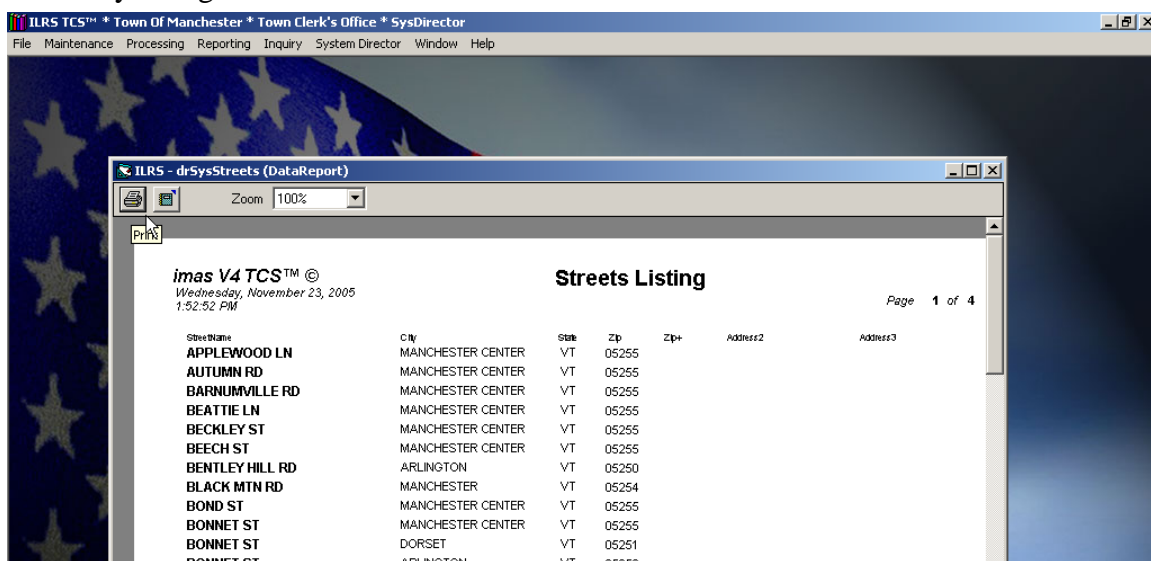 ILRS TCS™ * Town Of Manchester * Town Clerk's Office * SysDirector
File Maintenance Processing Reporting Inquiry System Director Window Help
ILRS - drSysStreets (DataReport)
Zoom 100%
Print
imas V4 TCS™ ©
Streets Listing
Wednesday, November 23, 2005
1:52:52 PM
Page 1 of 4
StreetName City State Zip Zip+ Address2 Address3
APPLEWOOD LN MANCHESTER CENTER VT 05255
AUTUMN RD MANCHESTER CENTER VT 05255
BARNUMVILLE RD MANCHESTER CENTER VT 05255
BEATTIE LN MANCHESTER CENTER VT 05255
BECKLEY ST MANCHESTER CENTER VT 05255
BEECH ST MANCHESTER CENTER VT 05255
BENTLEY HILL RD ARLINGTON VT 05250
BLACK MTN RD MANCHESTER VT 05254
BOND ST MANCHESTER CENTER VT 05255
BONNET ST MANCHESTER CENTER VT 05255
BONNET ST DORSET VT 05251
BONNET ST ARLINGTON VT